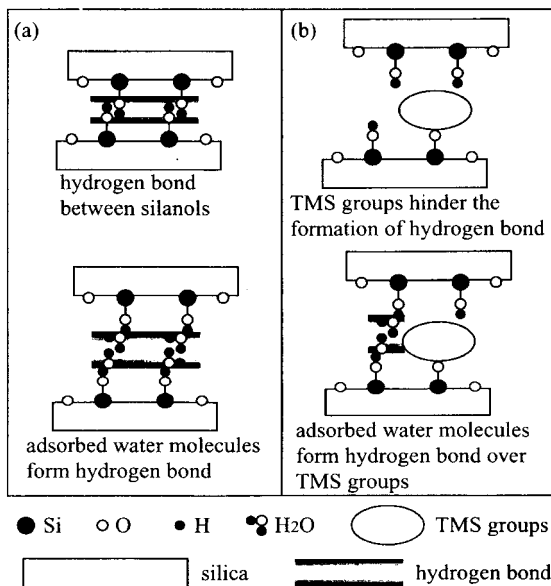 (a)
hydrogen bond
between silanols
adsorbed water molecules
form hydrogen bond
(b)
TMS groups hinder the
formation of hydrogen bond
adsorbed water molecules
form hydrogen bond over
TMS groups
Si O H H2O TMS groups
silica hydrogen bond